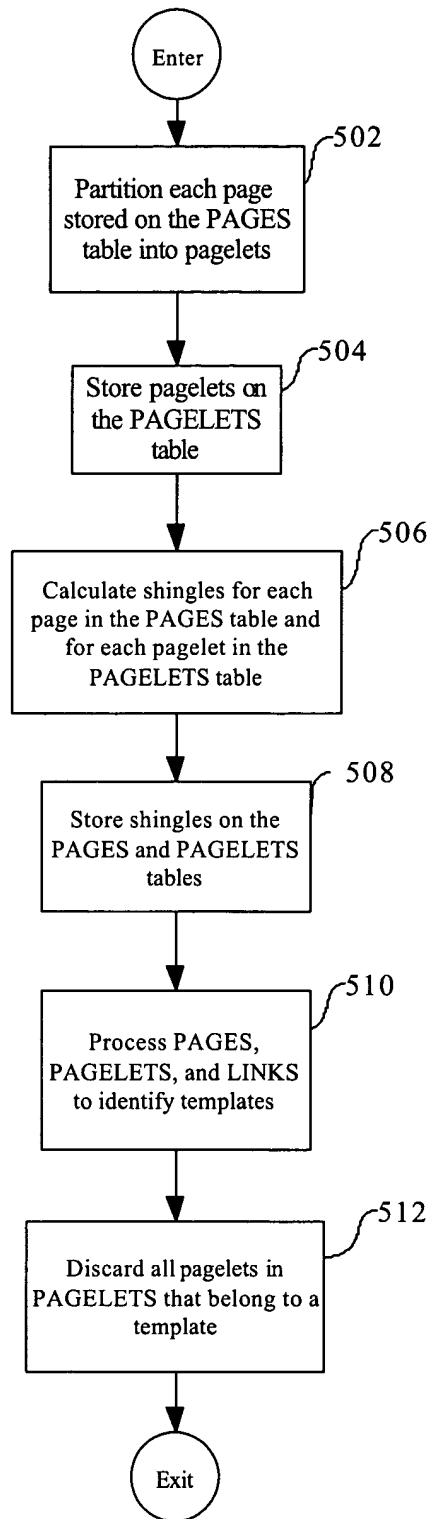 Enter
502
Partition each page
stored on the PAGES
table into pagelets
504
Store pagelets on
the PAGELETS
table
506
Calculate shingles for each
page in the PAGES table and
for each pagelet in the
PAGELETS table
508
Store shingles on the
PAGES and PAGELETS
tables
510
Process PAGES,
PAGELETS, and LINKS
to identify templates
512
Discard all pagelets in
PAGELETS that belong to a
template
Exit